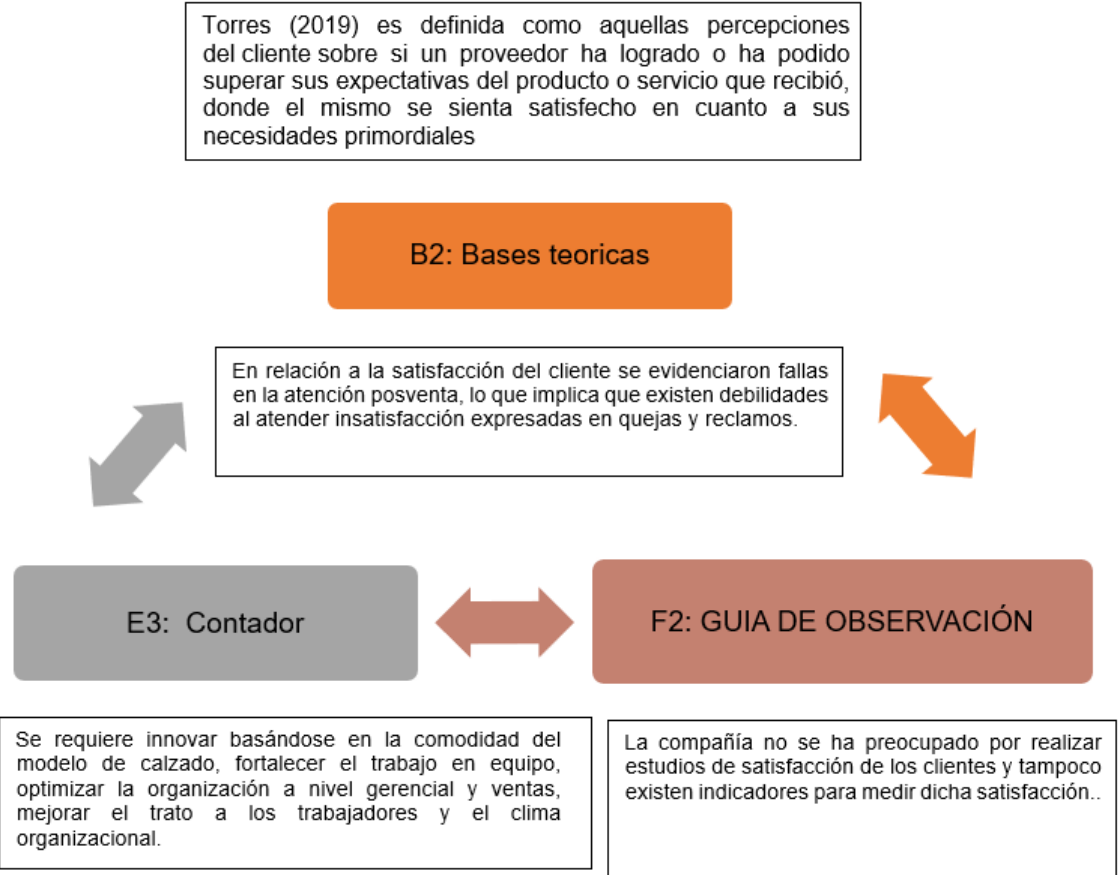 Torres (2019) es definida como aquellas percepciones
del cliente sobre si un proveedor ha logrado o ha podido
superar sus expectativas del producto o servicio que recibió,
donde el mismo se sienta satisfecho en cuanto a sus
necesidades primordiales
B2: Bases teoricas
En relación a la satisfacción del cliente se evidenciaron fallas
en la atención posventa, lo que implica que existen debilidades
al atender insatisfacción expresadas en quejas y reclamos.
E3: Contador
F2: GUIA DE OBSERVACIÓN
Se requiere innovar basándose en la comodidad del
modelo de calzado, fortalecer el trabajo en equipo,
optimizar la organización a nivel gerencial y ventas,
mejorar el trato a los trabajadores y el clima
organizacional.
La compañía no se ha preocupado por realizar
estudios de satisfacción de los clientes y tampoco
existen indicadores para medir dicha satisfacción..